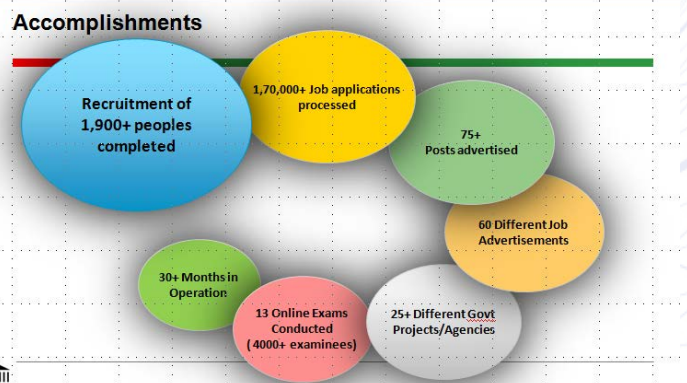 Accomplishments
Recruitment of
1,900+ peoples
completed
1,70,000+ Job applications
processed
75+
Posts advertised
60 Different Job
Advertisements
25+ Different Govt
Projects/Agencies
13 Online Exams
Conducted
( 4000+ examinees)
30+ Months in
Operation